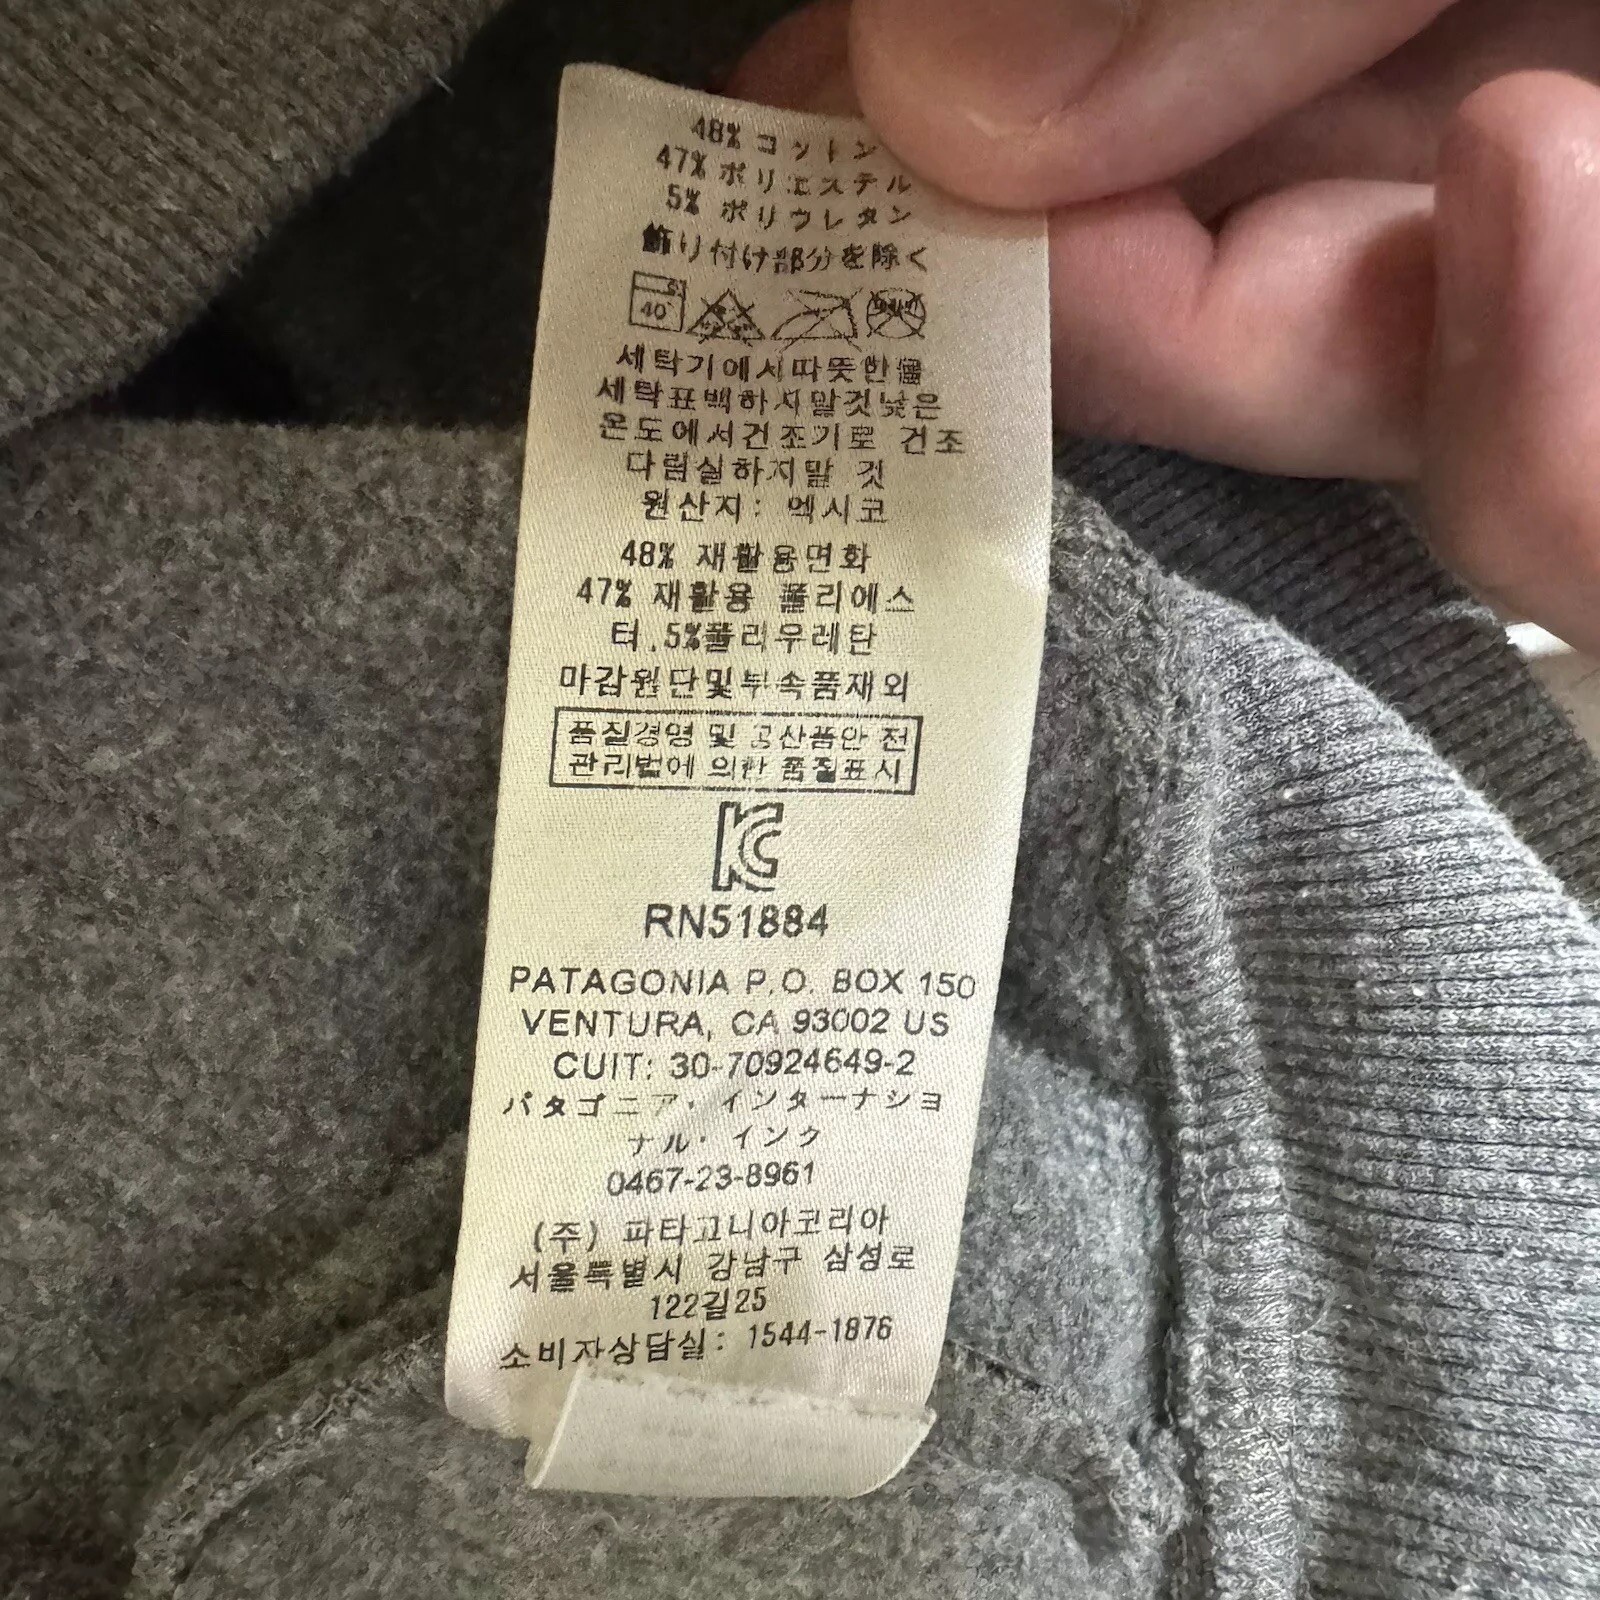 48% コットン
47% ポリエステル
5% ポリウレタン
飾り付け部分を除く
40
세탁기에서따뜻한물
세탁표백하지말것낮은
온도에서건조기로 건조
다림질하지말 것
원산지: 멕시코
48% 재활용면화
47% 재활용 폴리에스
터,5%폴리우레탄
마감원단및부속품제외
품질경영 및 공산품안 전
관리법에 의한 품질표시
KC
RN51884
PATAGONIA P.O. BOX 150
VENTURA, CA 93002 US
CUIT: 30-70924649-2
パタゴニア・インターナショ
ナル・インク
0467-23-8961
(주) 파타고니아코리아
서울특별시 강남구 삼성로
122길25
소비자상담실: 1544-1876